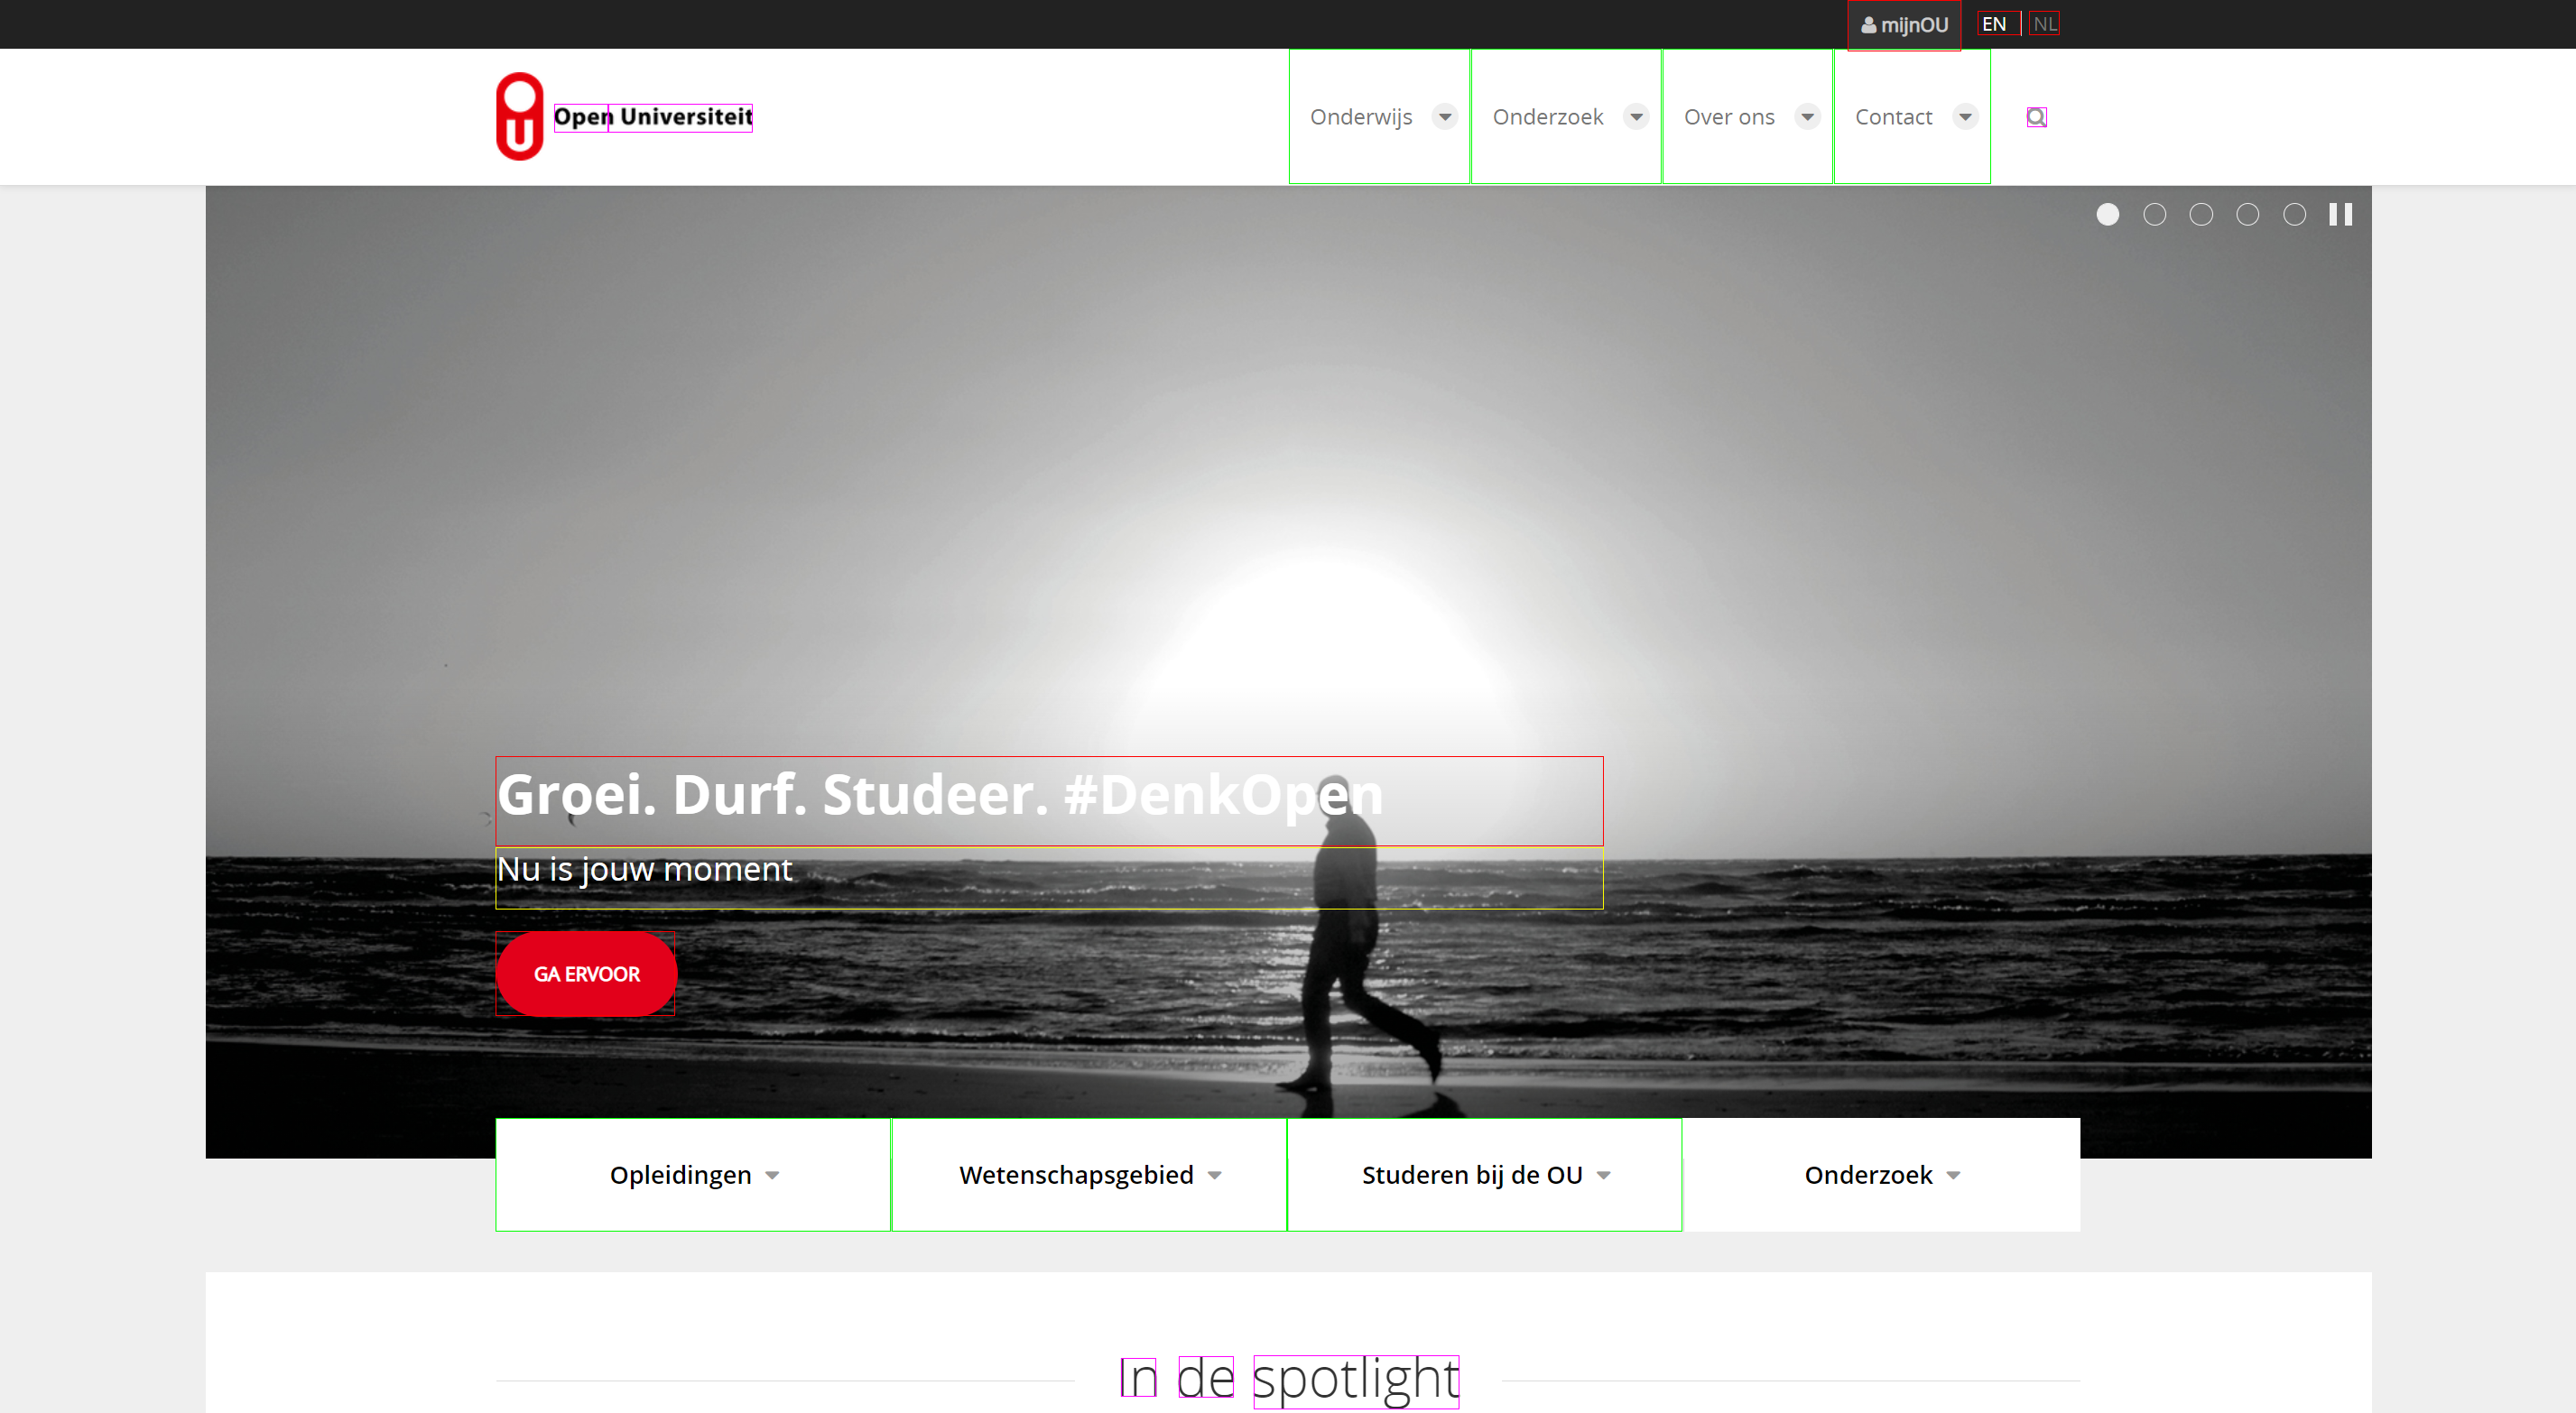 mijnOU EN NL
Open Universiteit
Onderwijs Onderzoek Over ons Contact
Groei. Durf. Studeer. #DenkOpen
Nu is jouw moment
GA ERVOOR
Opleidingen Wetenschapsgebied Studeren bij de OU Onderzoek
In de spotlight